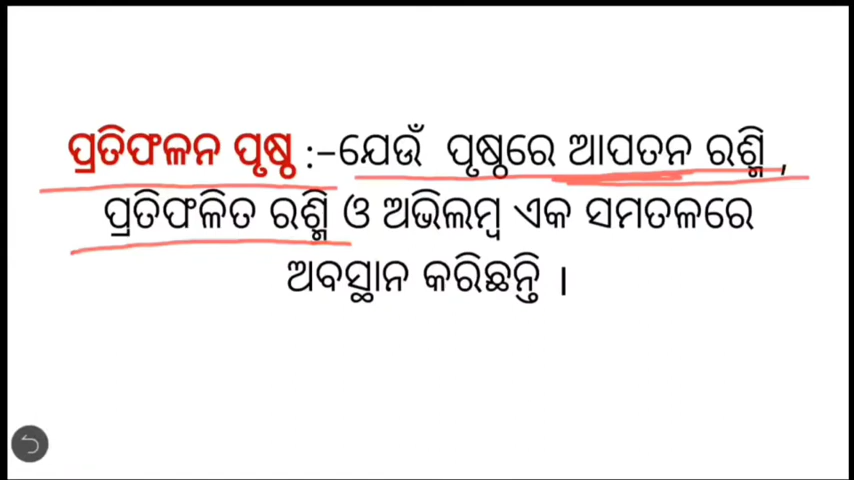 ପ୍ରତିଫଳନ ପୃଷ୍ଠ :–ଯେଉଁ ପୃଷ୍ଠରେ ଆପତନ ରଶ୍ମି ,
ପ୍ରତିଫଳିତ ରଶ୍ମି ଓ ଅଭିଲମ୍ବ ଏକ ସମତଳରେ
ଅବସ୍ଥାନ କରିଛନ୍ତି ।